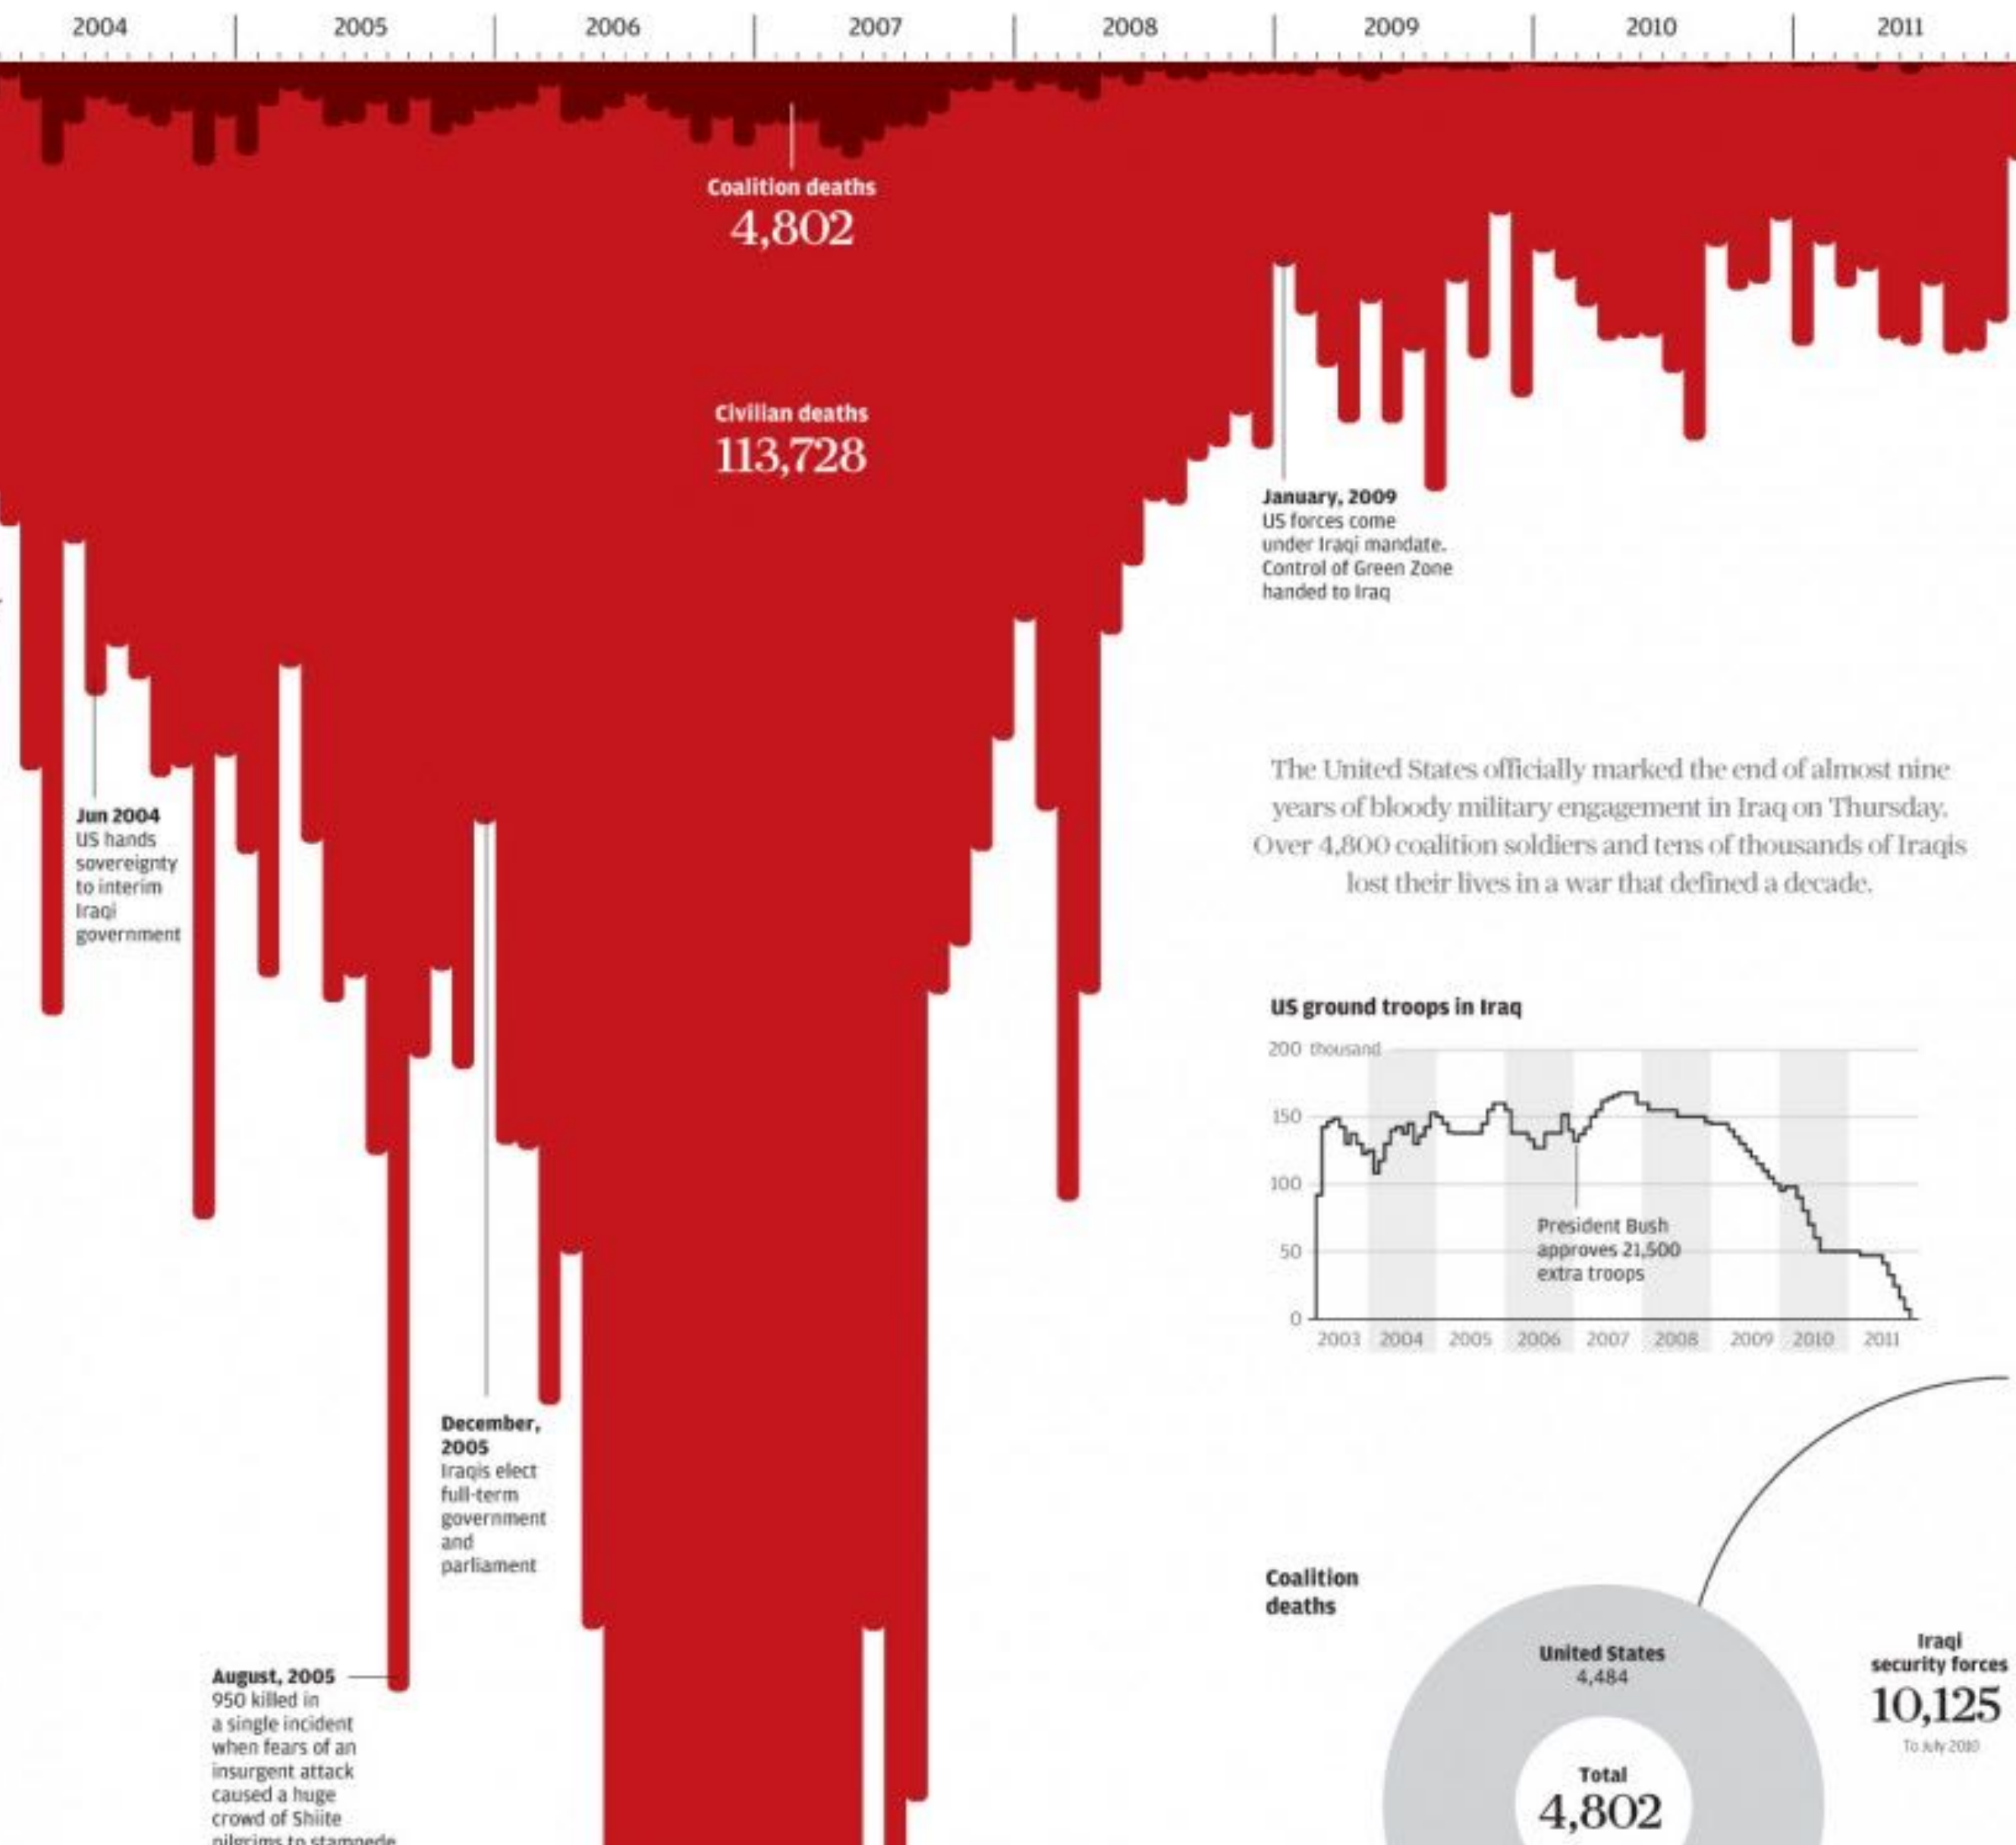 2004 2005 2006 2007 2008 2009 2010 2011
Coalition deaths
4,802
Civilian deaths
113,728
January, 2009
US forces come
under Iraqi mandate.
Control of Green Zone
handed to Iraq
Jun 2004
US hands
sovereignty
to interim
Iraqi
government
The United States officially marked the end of almost nine
years of bloody military engagement in Iraq on Thursday.
Over 4,800 coalition soldiers and tens of thousands of Iraqis
lost their lives in a war that defined a decade.
US ground troops in Iraq
200 thousand
150
100
50
0
President Bush
approves 21,500
extra troops
2003 2004 2005 2006 2007 2008 2009 2010 2011
December,
2005
Iraqis elect
full-term
government
and
parliament
August, 2005
950 killed in
a single incident
when fears of an
insurgent attack
caused a huge
crowd of Shiite
pilgrims to stampede
Coalition
deaths
United States
4,484
Total
4,802
Iraqi
security forces
10,125
To July 2010